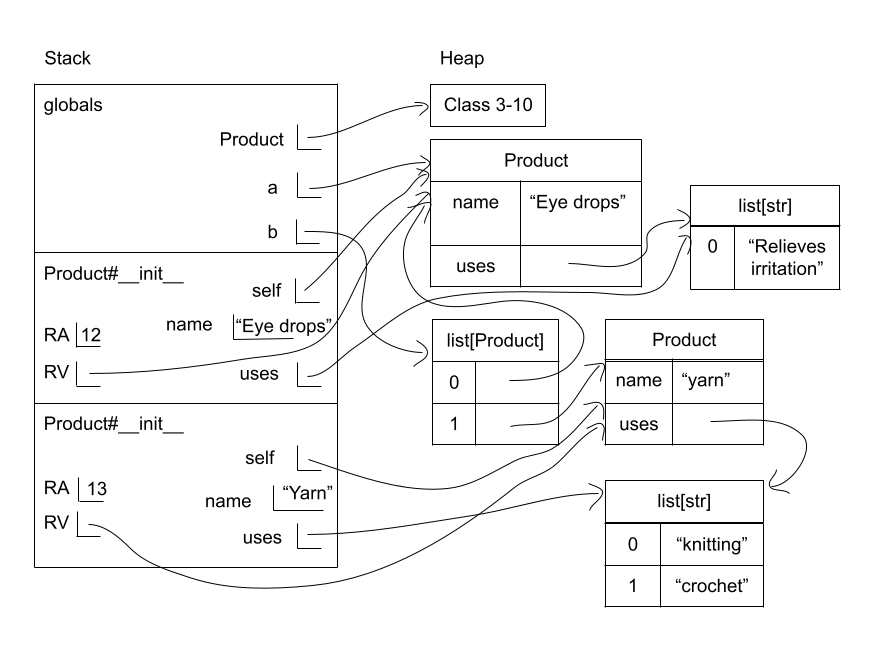 Stack
Heap
globals
Product
a
b
Product#__init__
self
name "Eye drops"
RA 12
RV
uses
Product#__init__
self
RA 13
name “Yarn”
RV
uses
Class 3-10
Product
name “Eye drops”
uses
list[str]
0 “Relieves
irritation”
list[Product]
0
1
Product
name “yarn”
uses
list[str]
0 “knitting”
1 “crochet”